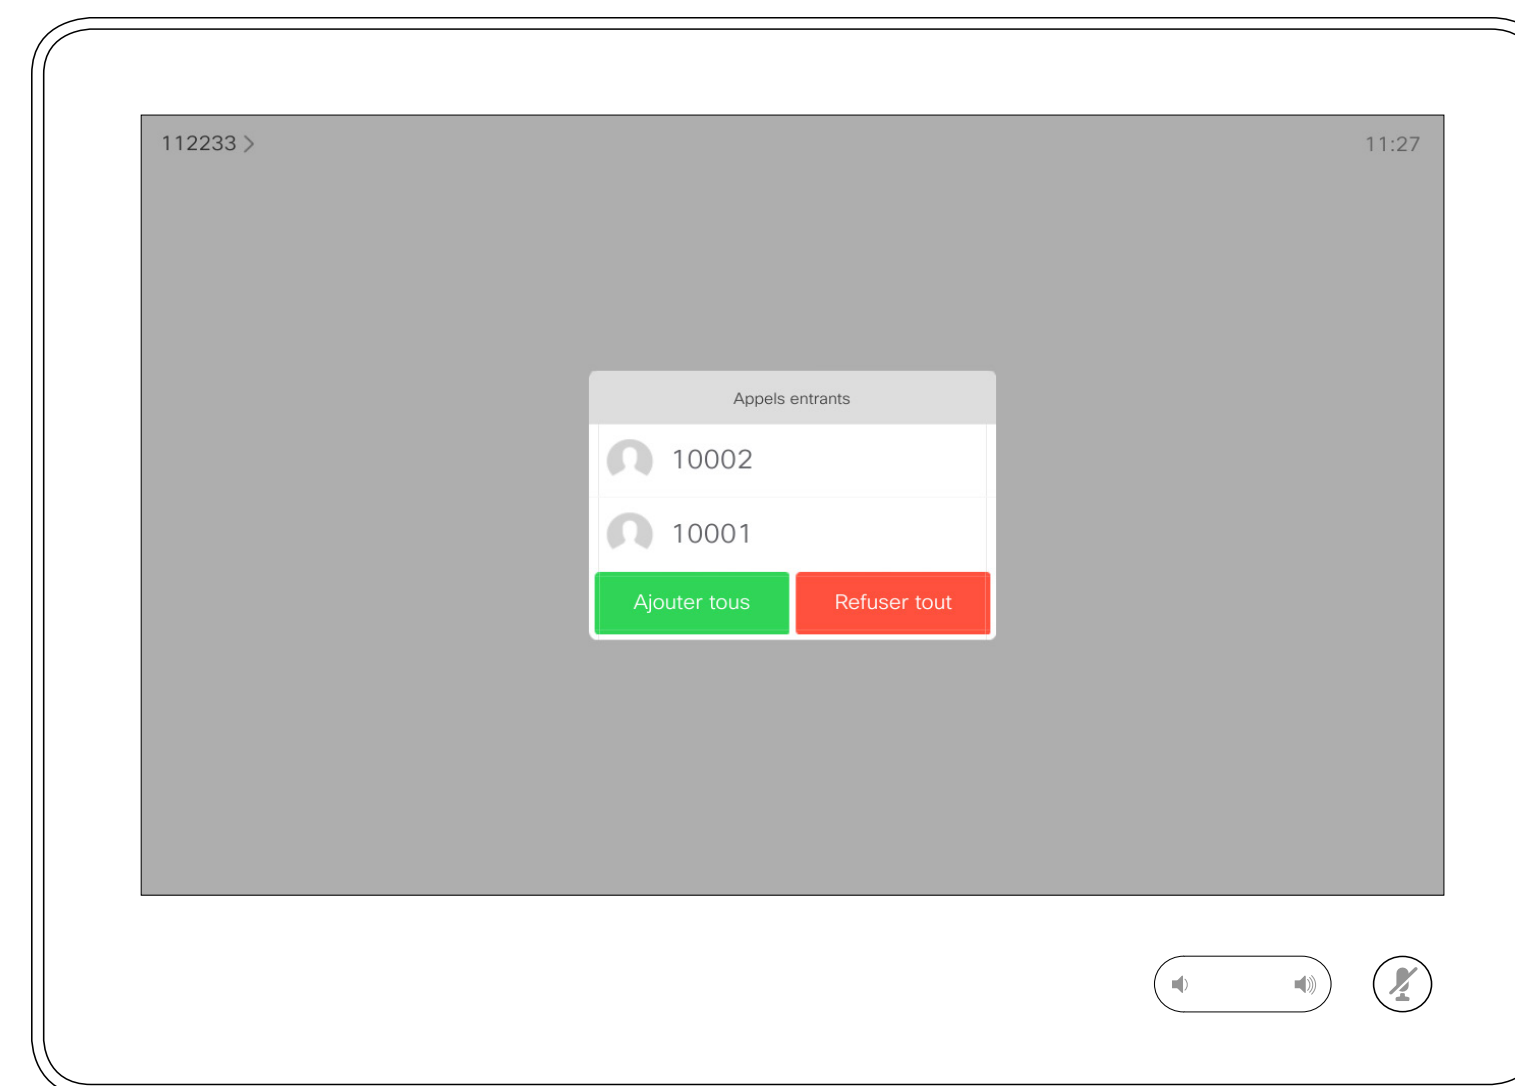 112233 >
11:27
Appels entrants
10002
10001
Ajouter tous
Refuser tout